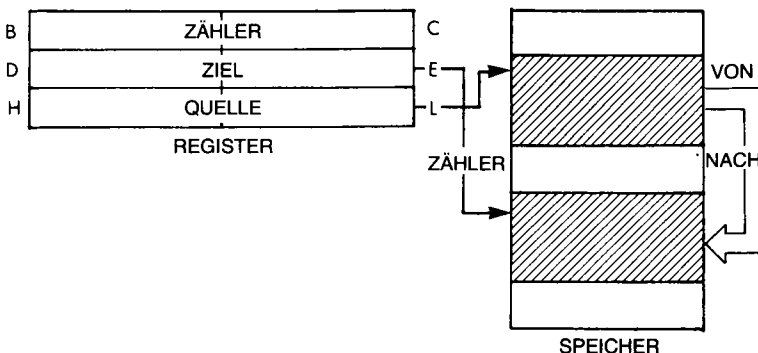 B ZÄHLER C
D ZIEL E
H QUELLE L
REGISTER
ZÄHLER
VON
NACH
SPEICHER